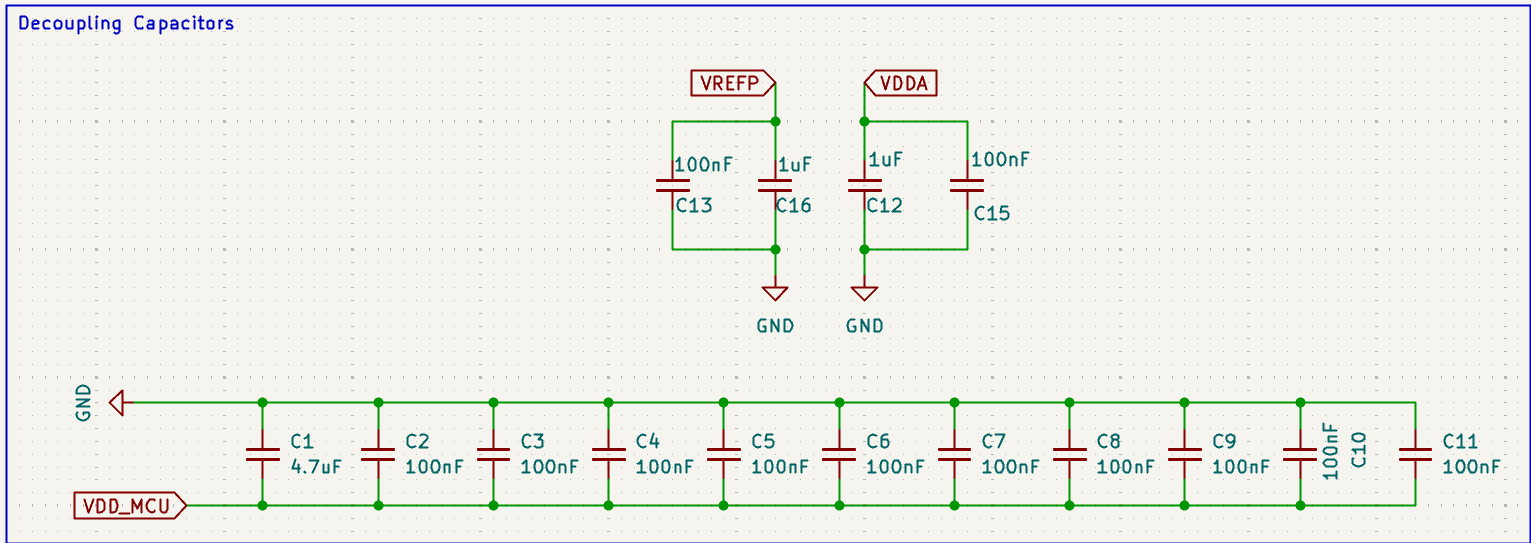 Decoupling Capacitors
VREFP
VDDA
100nF
1uF
1uF
100nF
C13
C16
C12
C15
GND
GND
GND
C1
4.7uF
C2
100nF
C3
100nF
C4
100nF
C5
100nF
C6
100nF
C7
100nF
C8
100nF
C9
100nF
100nF
C10
C11
100nF
VDD_MCU